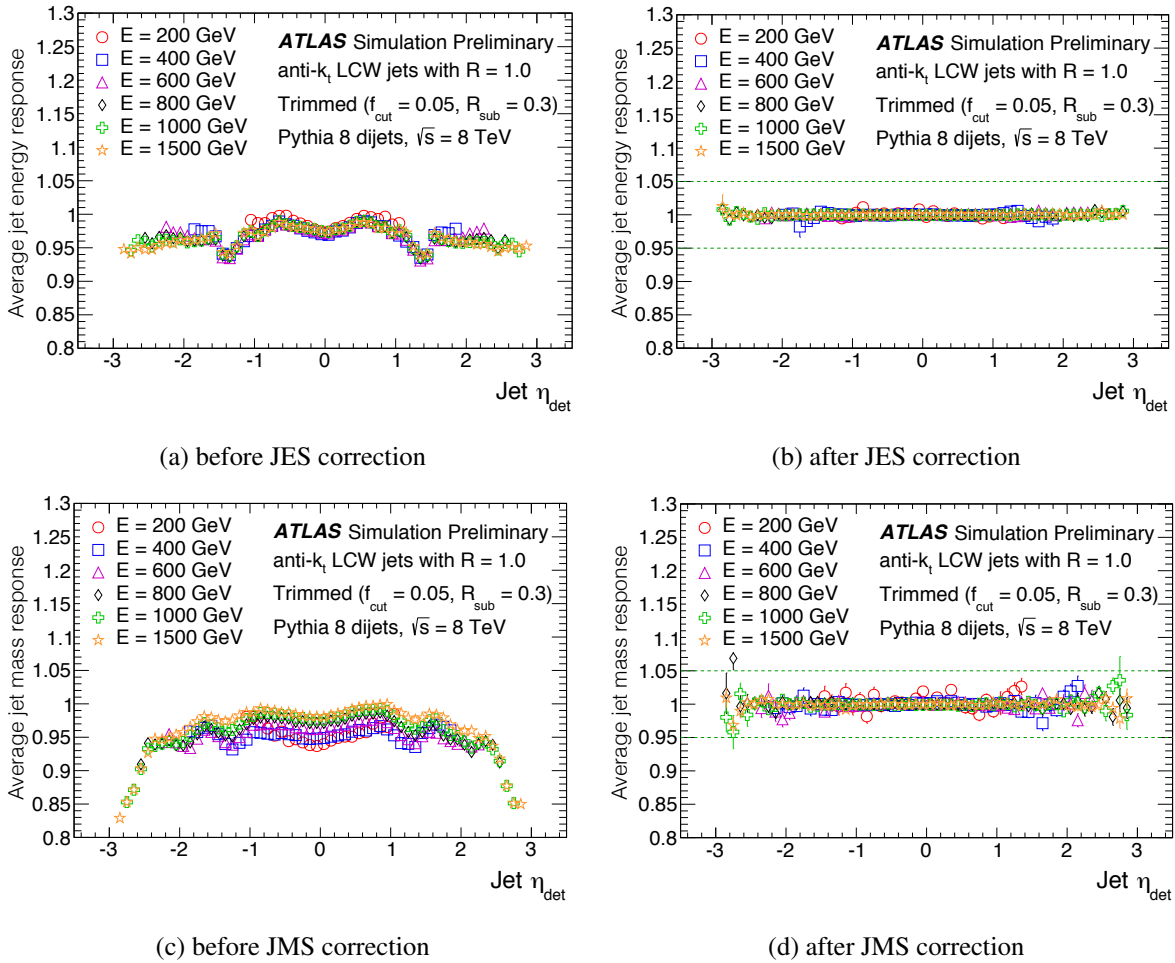 1.3
1.25
1.2
1.15
1.1
1.05
1
0.95
0.9
0.85
0.8
Average jet energy response
E = 200 GeV
E = 400 GeV
E = 600 GeV
E = 800 GeV
E = 1000 GeV
E = 1500 GeV
ATLAS Simulation Preliminary
anti-kt LCW jets with R = 1.0
Trimmed (fcut = 0.05, Rsub = 0.3)
Pythia 8 dijets, √s = 8 TeV
-3 -2 -1 0 1 2 3
Jet ηdet
(a) before JES correction
1.3
1.25
1.2
1.15
1.1
1.05
1
0.95
0.9
0.85
0.8
Average jet energy response
E = 200 GeV
E = 400 GeV
E = 600 GeV
E = 800 GeV
E = 1000 GeV
E = 1500 GeV
ATLAS Simulation Preliminary
anti-kt LCW jets with R = 1.0
Trimmed (fcut = 0.05, Rsub = 0.3)
Pythia 8 dijets, √s = 8 TeV
-3 -2 -1 0 1 2 3
Jet ηdet
(b) after JES correction
1.3
1.25
1.2
1.15
1.1
1.05
1
0.95
0.9
0.85
0.8
Average jet mass response
E = 200 GeV
E = 400 GeV
E = 600 GeV
E = 800 GeV
E = 1000 GeV
E = 1500 GeV
ATLAS Simulation Preliminary
anti-kt LCW jets with R = 1.0
Trimmed (fcut = 0.05, Rsub = 0.3)
Pythia 8 dijets, √s = 8 TeV
-3 -2 -1 0 1 2 3
Jet ηdet
(c) before JMS correction
1.3
1.25
1.2
1.15
1.1
1.05
1
0.95
0.9
0.85
0.8
Average jet mass response
E = 200 GeV
E = 400 GeV
E = 600 GeV
E = 800 GeV
E = 1000 GeV
E = 1500 GeV
ATLAS Simulation Preliminary
anti-kt LCW jets with R = 1.0
Trimmed (fcut = 0.05, Rsub = 0.3)
Pythia 8 dijets, √s = 8 TeV
-3 -2 -1 0 1 2 3
Jet ηdet
(d) after JMS correction